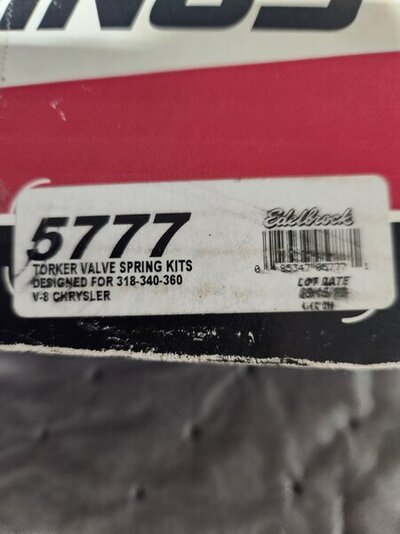 5777
TORKER VALVE SPRING KITS
DESIGNED FOR 318-340-360
V-8 CHRYSLER
Edelbrock
LOT DATE